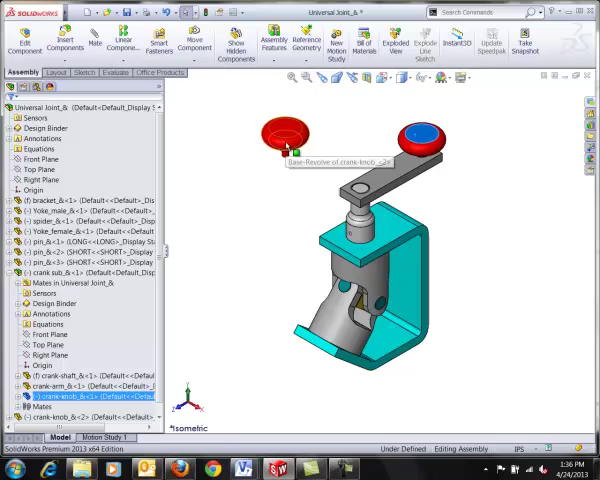 SOLIDWORKS
Universal Joint_& *
Search Commands
Edit Component
Insert Components
Mate
Linear Compone...
Smart Fasteners
Move Component
Show Hidden Components
Assembly Features
Reference Geometry
New Motion Study
Bill of Materials
Exploded View
Explode Line Sketch
Instant3D
Update Speedpak
Take Snapshot
Assembly Layout Sketch Evaluate Office Products
Universal Joint_& (Default<Default_Display S
Sensors
Design Binder
Annotations
Equations
Front Plane
Top Plane
Right Plane
Origin
(f) bracket_&<1> (Default<<Default>_Displ
(-) Yoke_male_&<1> (Default<<Default>_Dis
(-) spider_&<1> (Default<<Default>_Display
(-) Yoke_female_&<1> (Default<<Default>_D
(-) pin_&<1> (LONG<<LONG>_Display Sta
(-) pin_&<2> (SHORT<<SHORT>_Display
(-) pin_&<3> (SHORT<<SHORT>_Display
(-) crank sub_&<1> (Default<Default_Disp
Mates in Universal Joint_&
Sensors
Design Binder
Annotations
Equations
Front Plane
Top Plane
Right Plane
Origin
(f) crank-shaft_&<1> (Default<<Defaul
crank-arm_&<1> (Default<<Default>_D
(-) crank-knob_&<1> (Default<<Defau
Mates
(-) crank-knob_&<2> (Default<<Default>_D
Base-Revolve of crank-knob_<2>
Y
X
Z
*Isometric
Model Motion Study 1
SolidWorks Premium 2013 x64 Edition
Under Defined Editing Assembly IPS
1:36 PM
4/24/2013